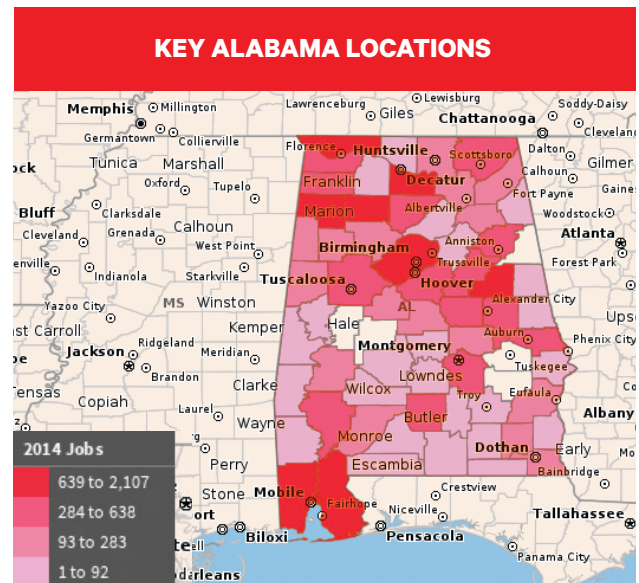 KEY ALABAMA LOCATIONS
Memphis
Millington
Lawrenceburg
Lewisburg
Giles
Chattanooga
Soddy-Daisy
Cleveland
Germantown
Collierville
Tunica
Marshall
Florence
Huntsville
Scottsboro
Dalton
Gilmer
ock
Oxford
Tupelo
Franklin
Decatur
Calhoun
Fort Payne
Gaines
Bluff
Clarksdale
Marion
Albertville
Woodstock
Cleveland
Grenada
Calhoun
West Point
Birmingham
Anniston
Trussville
Atlanta
Forest Park
enville
Indianola
Starkville
Tuscaloosa
Hoover
MS
Winston
AL
Alexander City
Yazoo City
Upso
ast Carroll
Kemper
Hale
Auburn
Phenix City
Jackson
Ridgeland
Meridian
Montgomery
Tuskegee
Brandon
Lowndes
ensas
Clarke
Wilcox
Troy
Eufaula
Copiah
Laurel
Butler
Albany
Wayne
Monroe
Dothan
Early
2014 Jobs
Perry
Escambia
Bainbridge
639 to 2,107
Stone
Mobile
Crestview
284 to 638
ort
Fairhope
Niceville
Tallahassee
93 to 283
Biloxi
Pensacola
1 to 92
Panama City